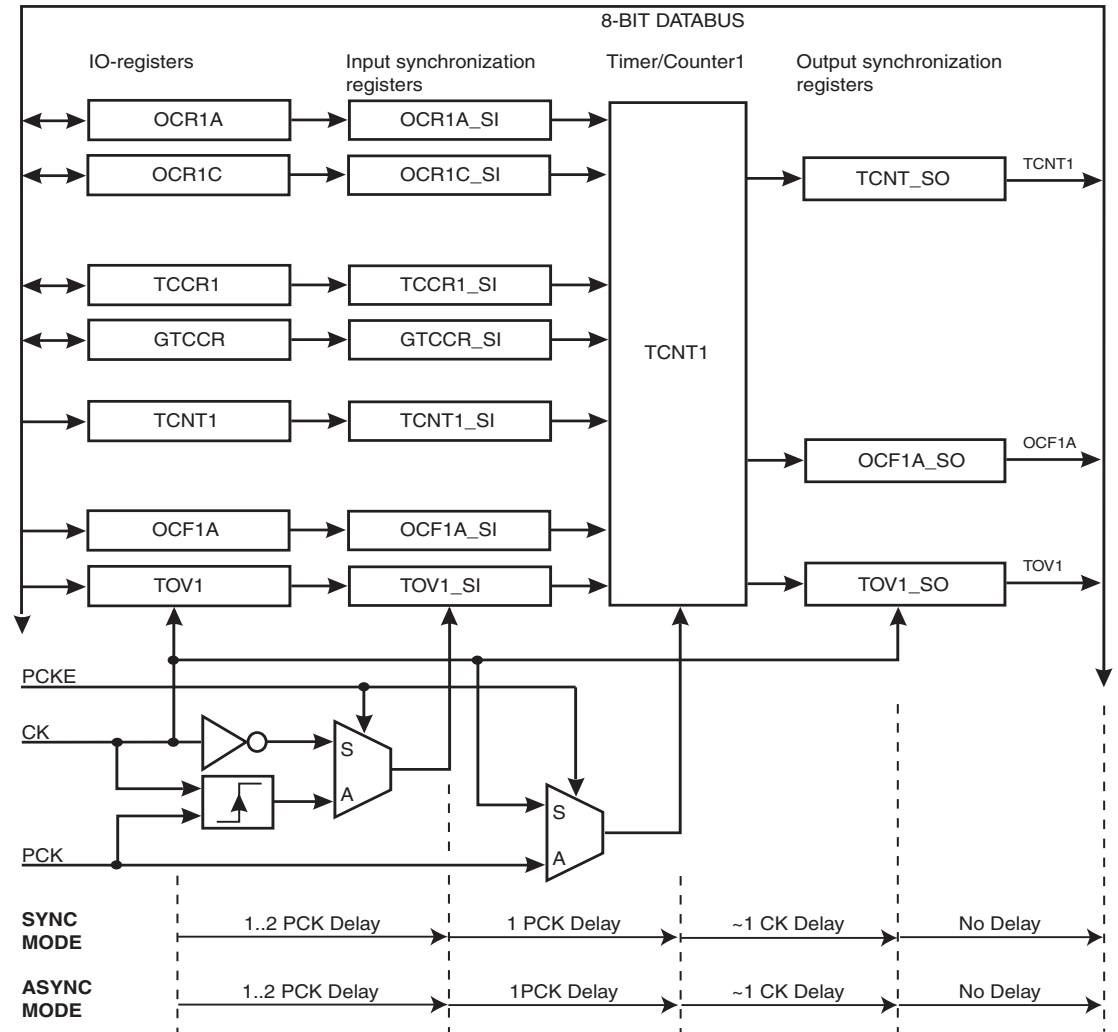 8-BIT DATABUS
IO-registers
Input synchronization
registers
Timer/Counter1
Output synchronization
registers
OCR1A
OCR1A_SI
OCR1C
OCR1C_SI
TCNT_SO
TCNT1
TCCR1
TCCR1_SI
GTCCR
GTCCR_SI
TCNT1
TCNT1
TCNT1_SI
OCF1A_SO
OCF1A
OCF1A
OCF1A_SI
TOV1
TOV1_SI
TOV1_SO
TOV1
PCKE
CK
S
A
S
A
PCK
SYNC
MODE
1..2 PCK Delay
1 PCK Delay
~1 CK Delay
No Delay
ASYNC
MODE
1..2 PCK Delay
1PCK Delay
~1 CK Delay
No Delay